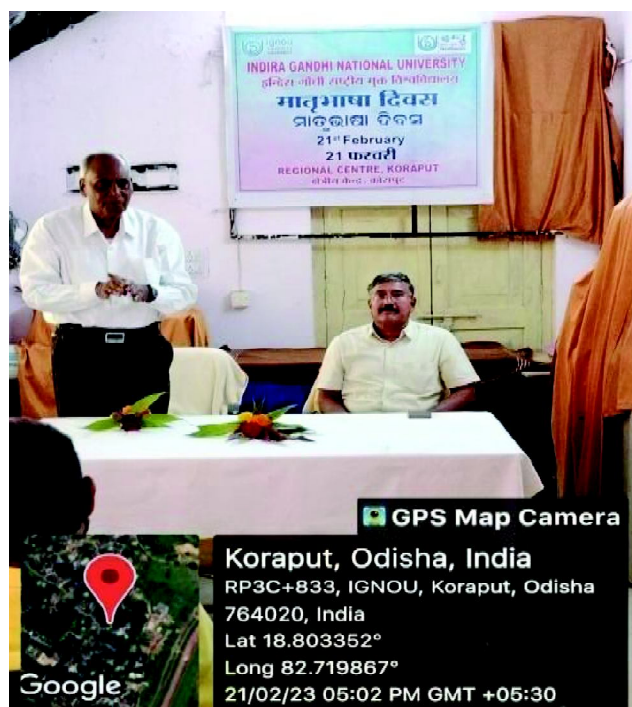 ignou
INDIRA GANDHI NATIONAL UNIVERSITY
इन्दिरा गाँधी राष्ट्रीय मुक्त विश्वविद्यालय
मातृभाषा दिवस
ମାତୃଭାଷା ଦିବସ
21st February
21 फरवरी
REGIONAL CENTRE, KORAPUT
क्षेत्रीय केन्द्र, कोरापुट
GPS Map Camera
Koraput, Odisha, India
RP3C+833, IGNOU, Koraput, Odisha
764020, India
Lat 18.803352°
Long 82.719867°
21/02/23 05:02 PM GMT +05:30
Google